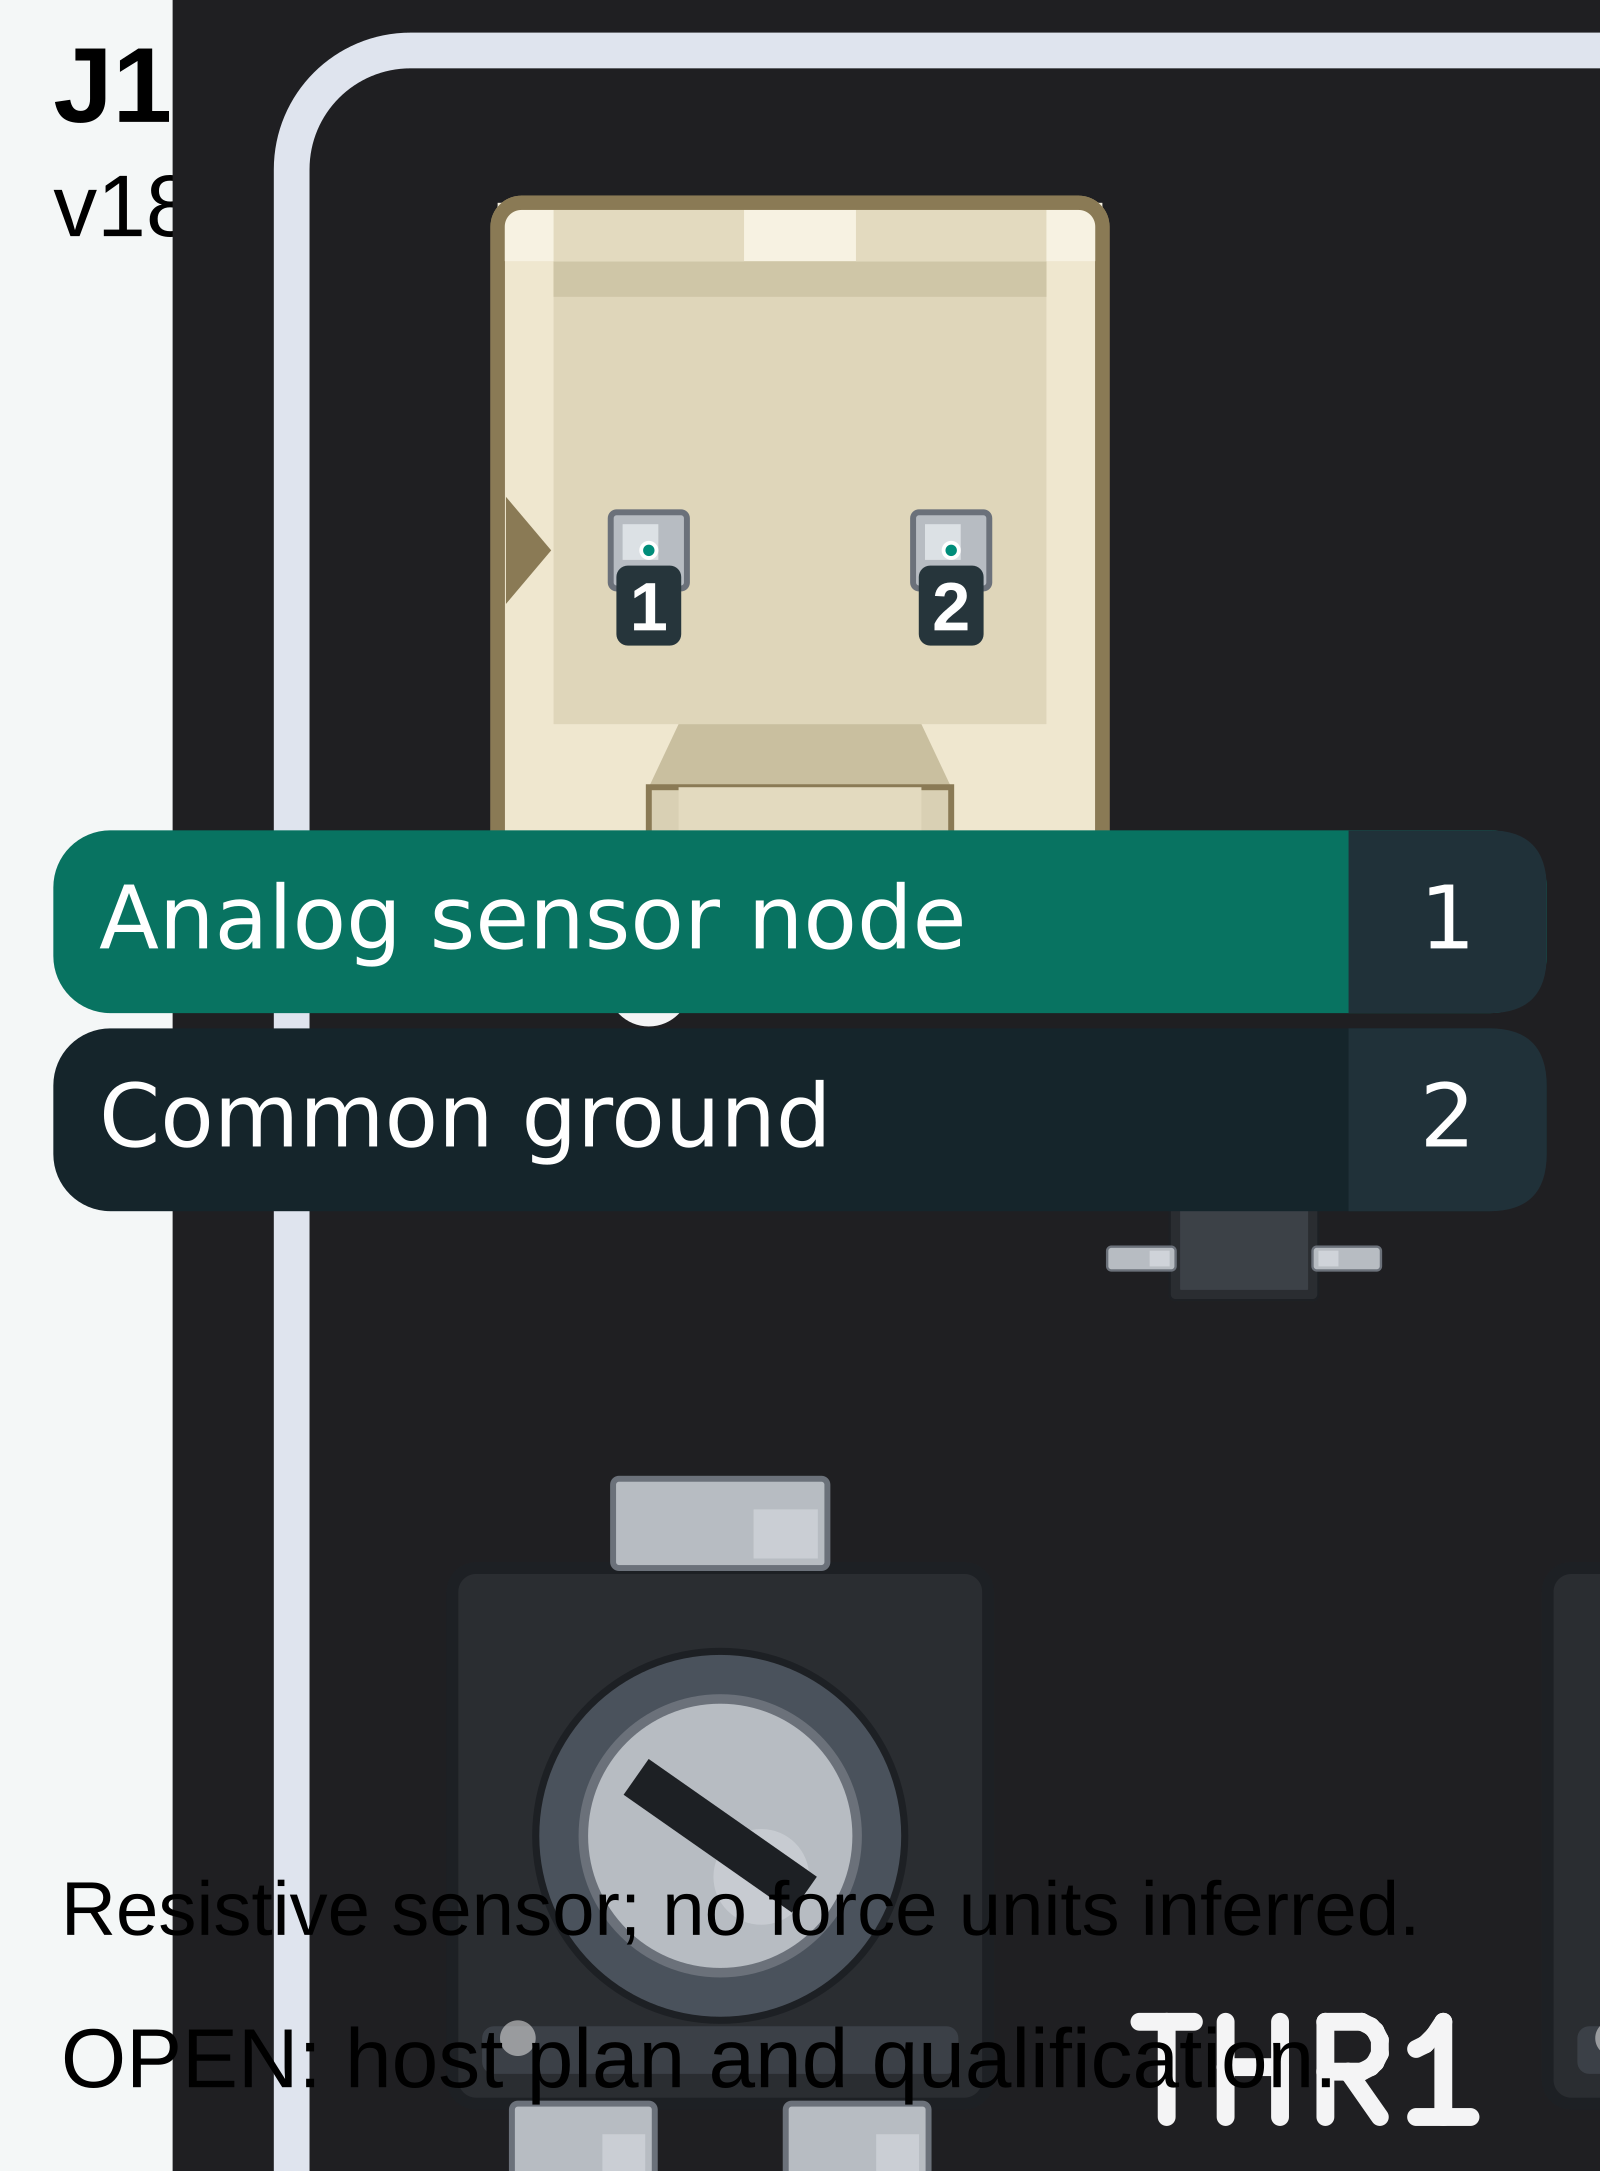 J1
v18
1 2
Analog sensor node 1
Common ground 2
Resistive sensor; no force units inferred.
OPEN: host plan and qualification.
THR1